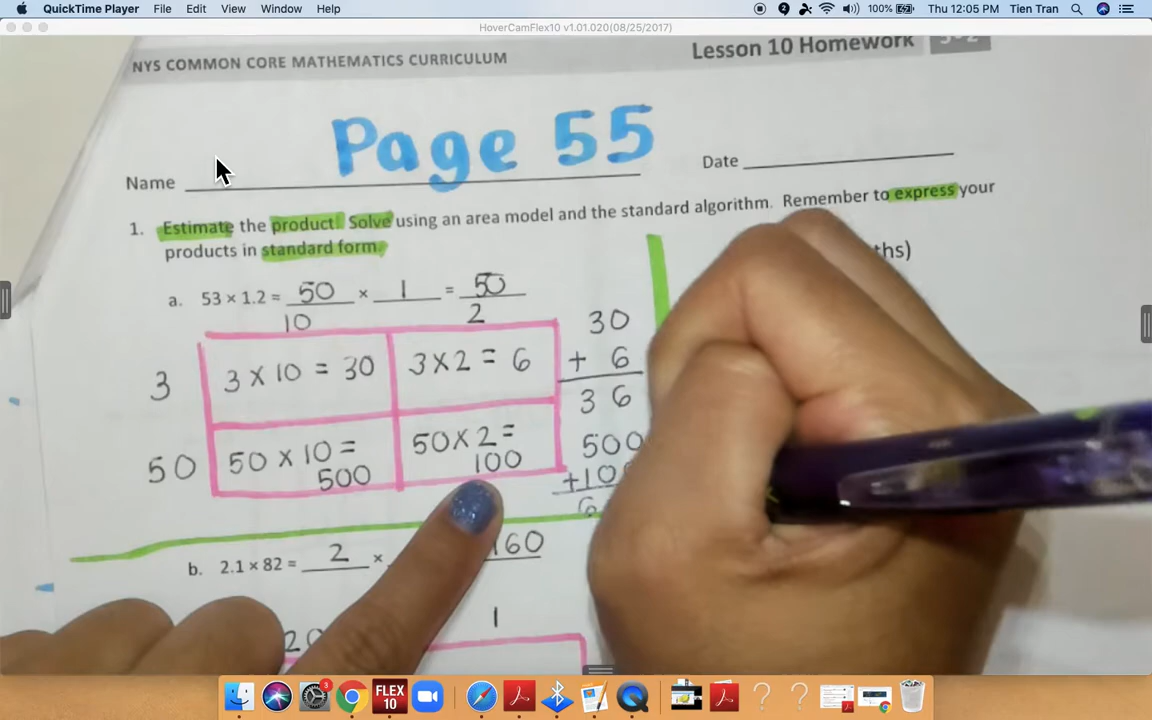 QuickTime Player File Edit View Window Help 100% Thu 12:05 PM Tien Tran
HoverCamFlex10 v1.01.020(08/25/2017)
NYS COMMON CORE MATHEMATICS CURRICULUM Lesson 10 Homework
Page 55
Name Date
1. Estimate the product. Solve using an area model and the standard algorithm. Remember to express your
products in standard form.
a. 53 × 1.2 = 50 × 1 = 50
10 2
3 3 × 10 = 30 3 × 2 = 6
50 50 × 10 = 500 50 × 2 = 100
30
+ 6
36
500
+100
6
b. 2.1 × 82 = 2 × 160
20 1
FLEX
10